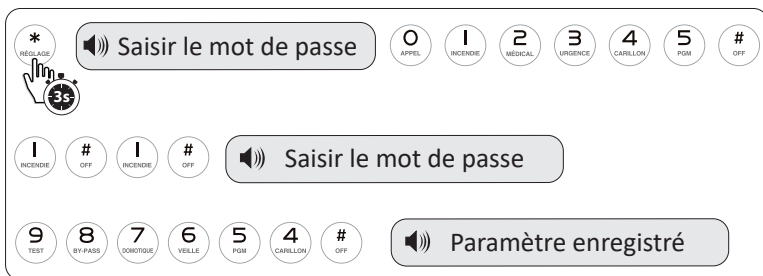 * RÉGLAGE Saisir le mot de passe 0 APPEL 1 INCENDIE 2 MÉDICAL 3 URGENCE 4 CARILLON 5 PGM # OFF
3s
1 INCENDIE # OFF 1 INCENDIE # OFF Saisir le mot de passe
9 TEST 8 BY-PASS 7 DOMOTIQUE 6 VEILLE 5 PGM 4 CARILLON # OFF Paramètre enregistré